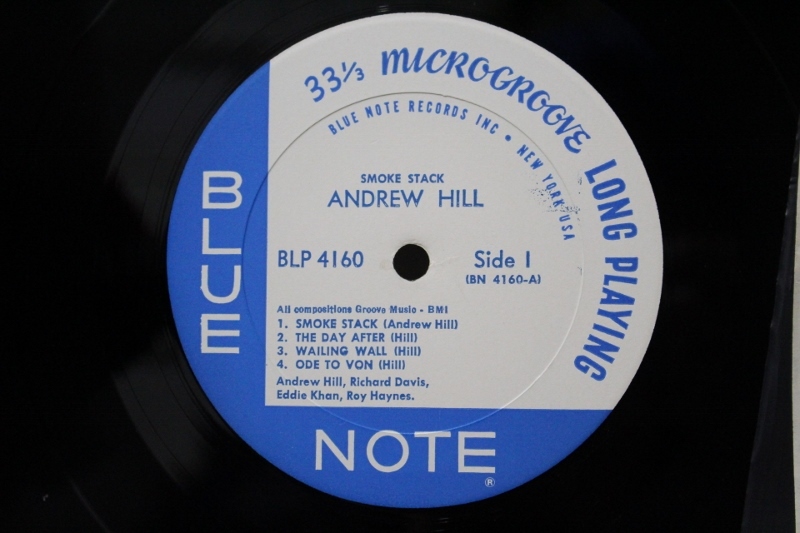 33⅓ MICROGROOVE LONG PLAYING
BLUE NOTE RECORDS INC • NEW YORK USA
SMOKE STACK
ANDREW HILL
BLP 4160
Side 1
(BN 4160-A)
All compositions Groove Music - BMI
1. SMOKE STACK (Andrew Hill)
2. THE DAY AFTER (Hill)
3. WAILING WALL (Hill)
4. ODE TO VON (Hill)
Andrew Hill, Richard Davis,
Eddie Khan, Roy Haynes.
BLUE
NOTE
®